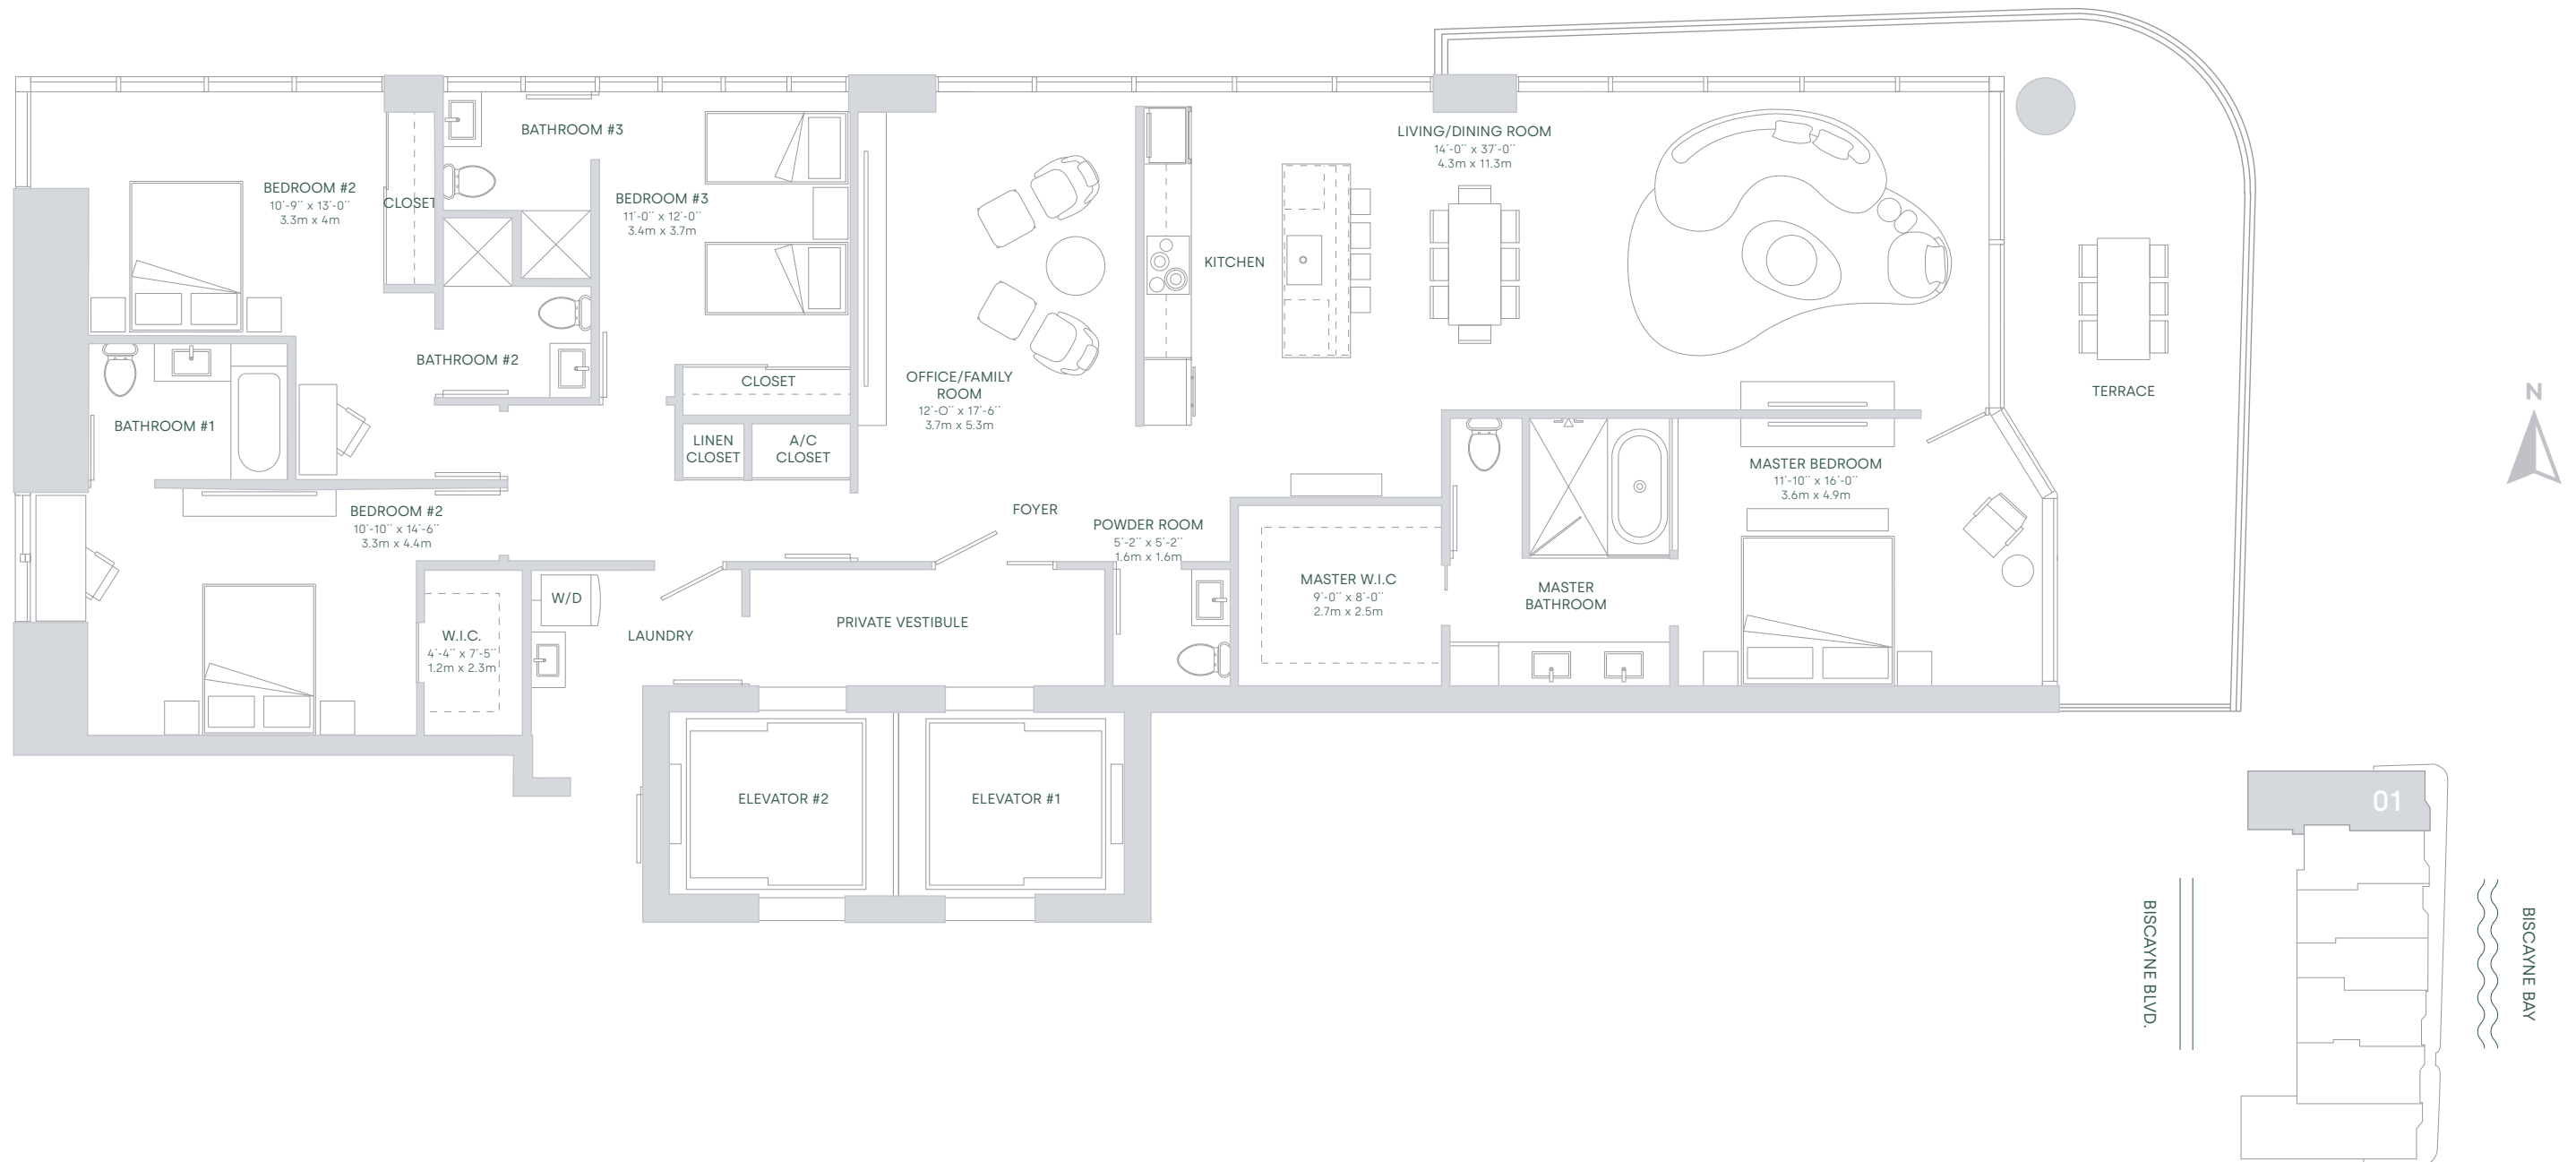 BATHROOM #3
BEDROOM #2
10´-9´´ x 13´-0´´
3.3m x 4m
CLOSET
BEDROOM #3
11´-0´´ x 12´-0´´
3.4m x 3.7m
BATHROOM #2
BATHROOM #1
CLOSET
LINEN
CLOSET
A/C
CLOSET
OFFICE/FAMILY
ROOM
12´-O´´ x 17´-6´´
3.7m x 5.3m
KITCHEN
LIVING/DINING ROOM
14´-0´´ x 37´-0´´
4.3m x 11.3m
TERRACE
N
MASTER BEDROOM
11´-10´´ x 16´-0´´
3.6m x 4.9m
BEDROOM #2
10´-10´´ x 14´-6´´
3.3m x 4.4m
FOYER
POWDER ROOM
5´-2´´ x 5´-2´´
1.6m x 1.6m
MASTER W.I.C
9´-0´´ x 8´-0´´
2.7m x 2.5m
MASTER
BATHROOM
W/D
LAUNDRY
W.I.C.
4´-4´´ x 7´-5´´
1.2m x 2.3m
PRIVATE VESTIBULE
ELEVATOR #2
ELEVATOR #1
01
BISCAYNE BLVD.
BISCAYNE BAY